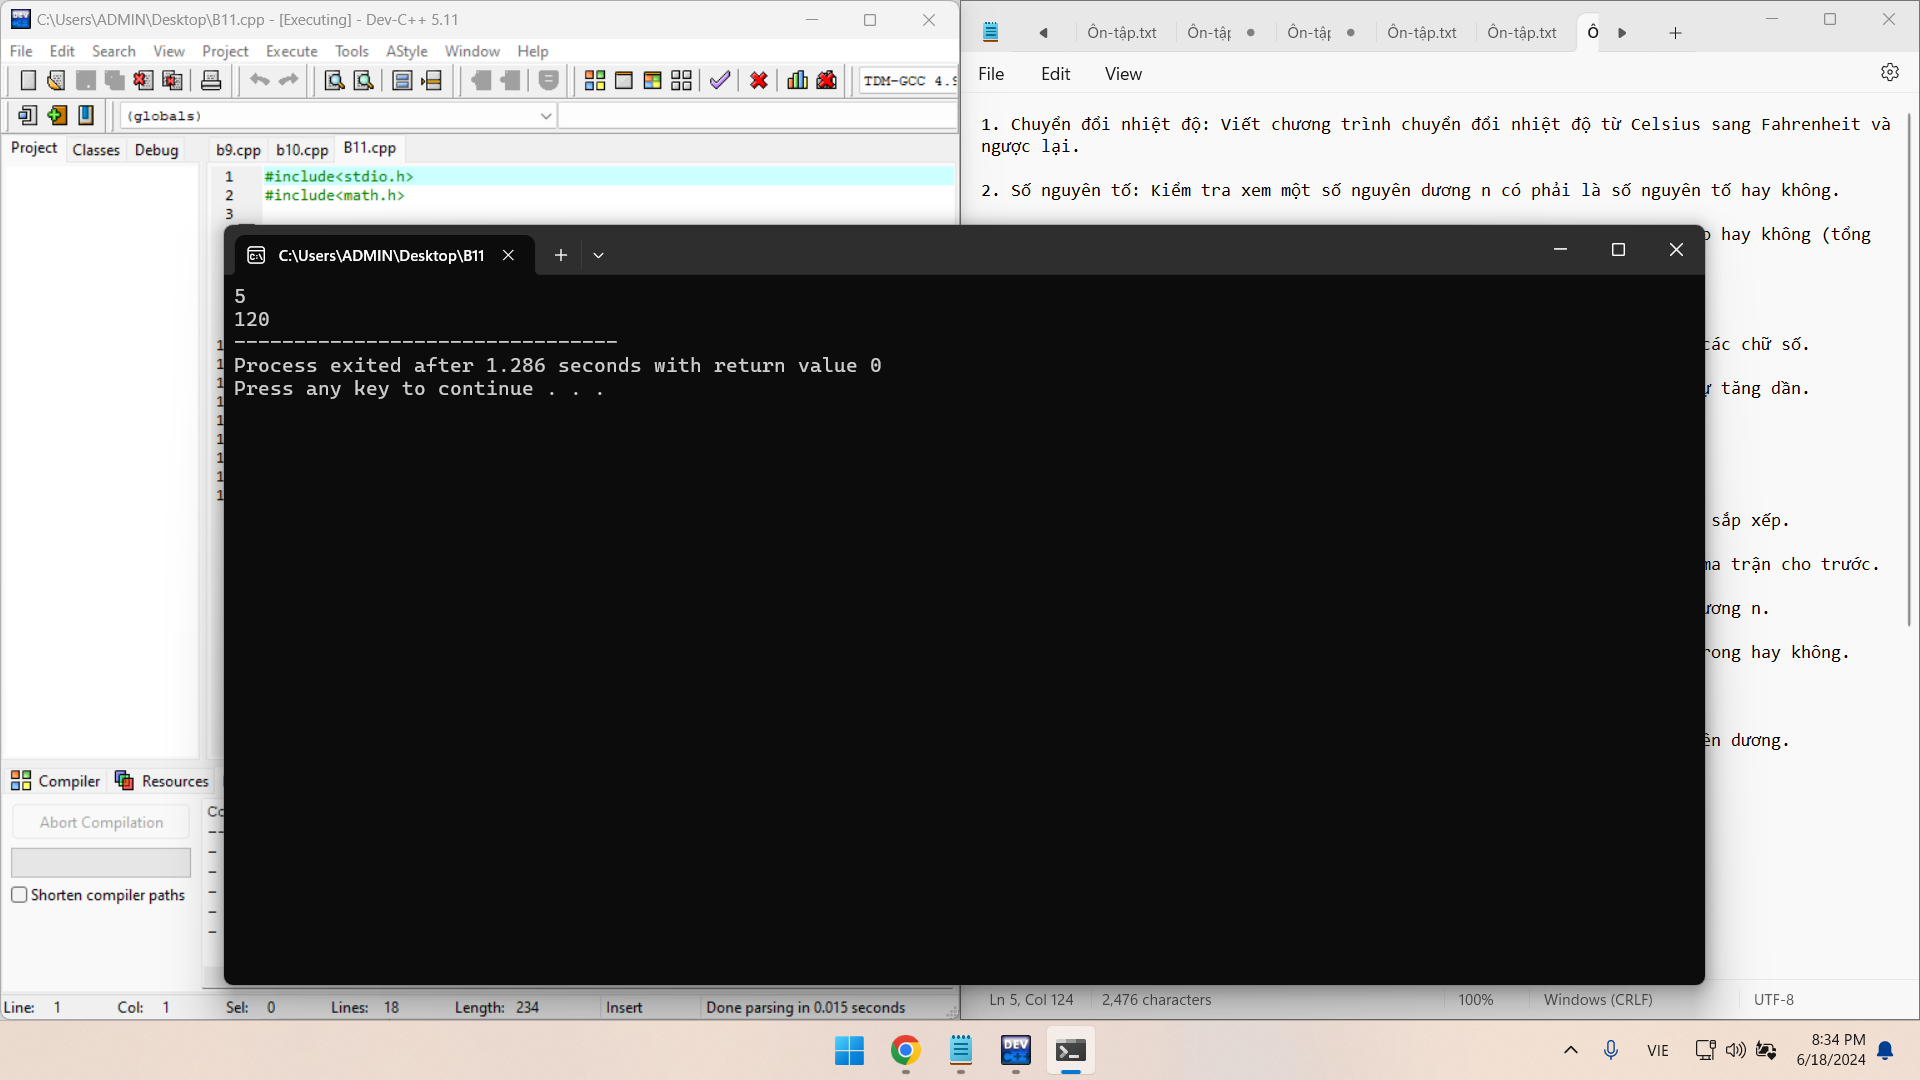 C:\Users\ADMIN\Desktop\B11.cpp - [Executing] - Dev-C++ 5.11
File Edit Search View Project Execute Tools AStyle Window Help
TDM-GCC 4.9
(globals)
Project Classes Debug
b9.cpp b10.cpp B11.cpp
1 #include<stdio.h>
2 #include<math.h>
3
Ôn-tập.txt Ôn-tập Ôn-tập Ôn-tập.txt Ôn-tập.txt Ô
File Edit View
1. Chuyển đổi nhiệt độ: Viết chương trình chuyển đổi nhiệt độ từ Celsius sang Fahrenheit và
ngược lại.
2. Số nguyên tố: Kiểm tra xem một số nguyên dương n có phải là số nguyên tố hay không.
hay không (tổng
các chữ số.
tăng dần.
sắp xếp.
ma trận cho trước.
ương n.
rong hay không.
ên dương.
C:\Users\ADMIN\Desktop\B11
5
120
--------------------------------
Process exited after 1.286 seconds with return value 0
Press any key to continue . . .
Compiler Resources
Abort Compilation
Shorten compiler paths
Line: 1 Col: 1 Sel: 0 Lines: 18 Length: 234 Insert Done parsing in 0.015 seconds
Ln 5, Col 124 2,476 characters 100% Windows (CRLF) UTF-8
DEV C++
VIE
8:34 PM
6/18/2024